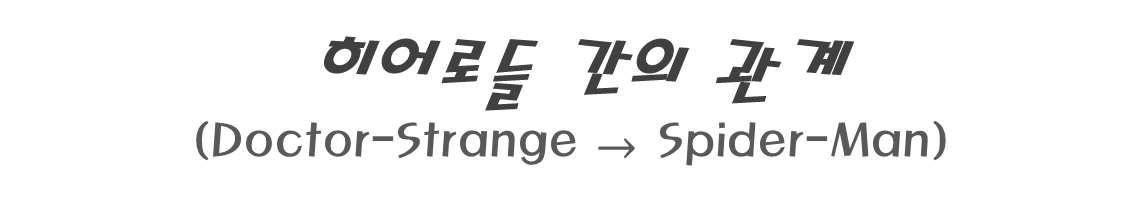 히어로들 간의 관계
(Doctor-Strange → Spider-Man)